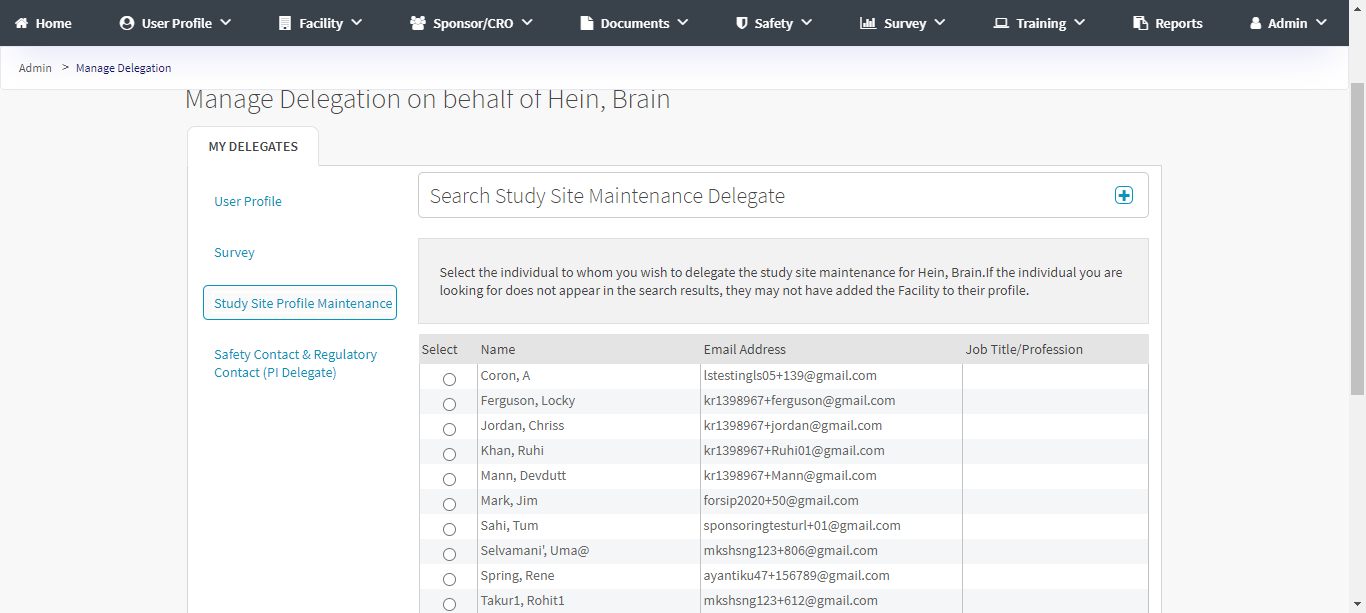 Home User Profile Facility Sponsor/CRO Documents Safety Survey Training Reports Admin
Admin > Manage Delegation
Manage Delegation on behalf of Hein, Brain
MY DELEGATES
User Profile
Survey
Study Site Profile Maintenance
Safety Contact & Regulatory
Contact (PI Delegate)
Search Study Site Maintenance Delegate
Select the individual to whom you wish to delegate the study site maintenance for Hein, Brain.If the individual you are
looking for does not appear in the search results, they may not have added the Facility to their profile.
Select Name Email Address Job Title/Profession
Coron, A lstestingls05+139@gmail.com
Ferguson, Locky kr1398967+ferguson@gmail.com
Jordan, Chriss kr1398967+jordan@gmail.com
Khan, Ruhi kr1398967+Ruhi01@gmail.com
Mann, Devdutt kr1398967+Mann@gmail.com
Mark, Jim forsip2020+50@gmail.com
Sahi, Tum sponsoringtesturl+01@gmail.com
Selvamani', Uma@ mkshsng123+806@gmail.com
Spring, Rene ayantiku47+156789@gmail.com
Takur1, Rohit1 mkshsng123+612@gmail.com